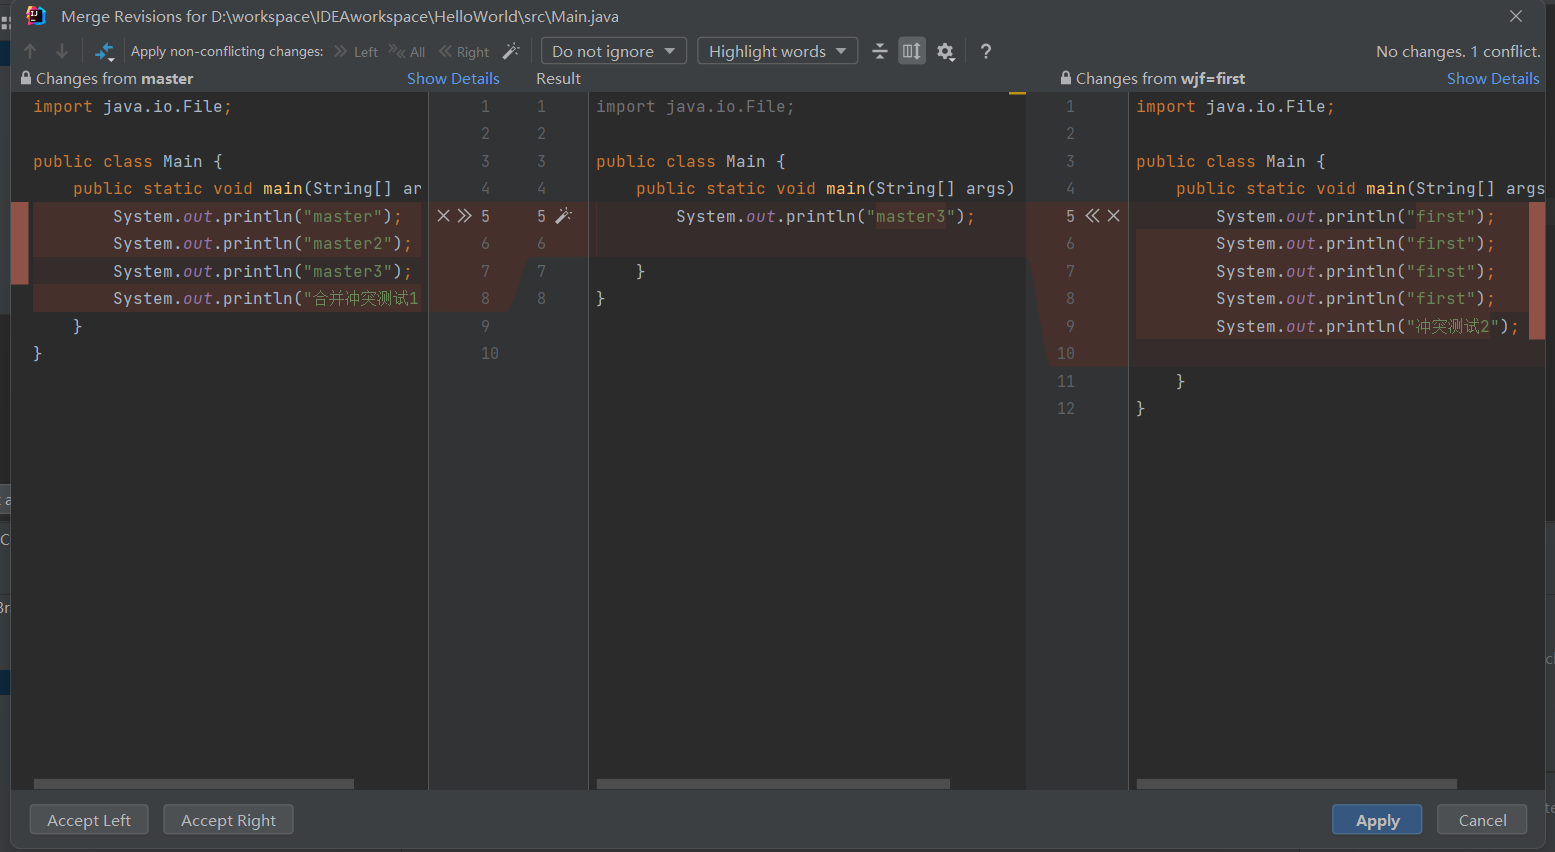 Merge Revisions for D:\workspace\IDEAworkspace\HelloWorld\src\Main.java
Apply non-conflicting changes: Left All Right Do not ignore Highlight words ? No changes. 1 conflict.
Changes from master Show Details Result Changes from wjf=first Show Details
import java.io.File;
public class Main {
    public static void main(String[] ar
        System.out.println("master");
        System.out.println("master2");
        System.out.println("master3");
        System.out.println("合并冲突测试1
    }
}
1
2
3
4
5
6
7
8
9
10
1
2
3
4
5
6
7
8
import java.io.File;
public class Main {
    public static void main(String[] args)
        System.out.println("master3");
    }
}
1
2
3
4
5
6
7
8
9
10
11
12
import java.io.File;
public class Main {
    public static void main(String[] args
        System.out.println("first");
        System.out.println("first");
        System.out.println("first");
        System.out.println("first");
        System.out.println("冲突测试2");
    }
}
Accept Left Accept Right Apply Cancel